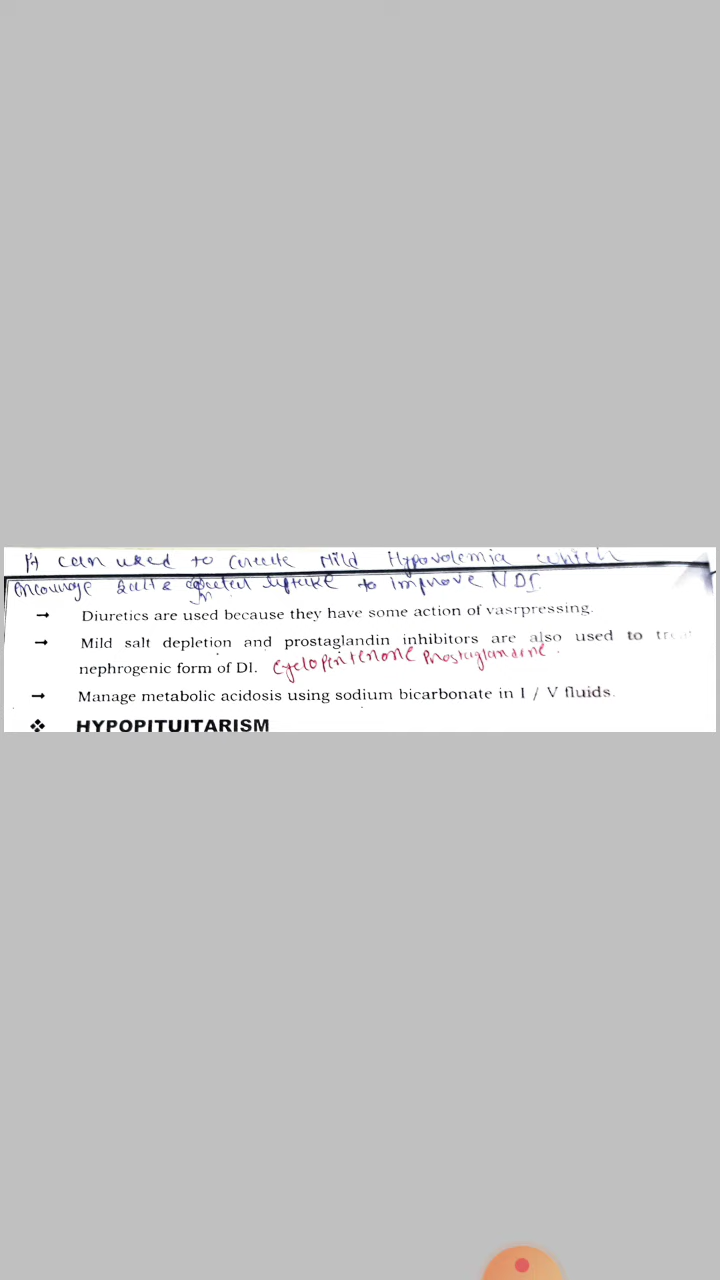 It can used to create Mild Hypovolemia which
encourage salt & uptake to improve NDI.
→ Diuretics are used because they have some action of vasrpressing.
→ Mild salt depletion and prostaglandin inhibitors are also used to treat
nephrogenic form of DI. Cyclopentenone Prostaglandine.
→ Manage metabolic acidosis using sodium bicarbonate in I / V fluids.
❖ HYPOPITUITARISM